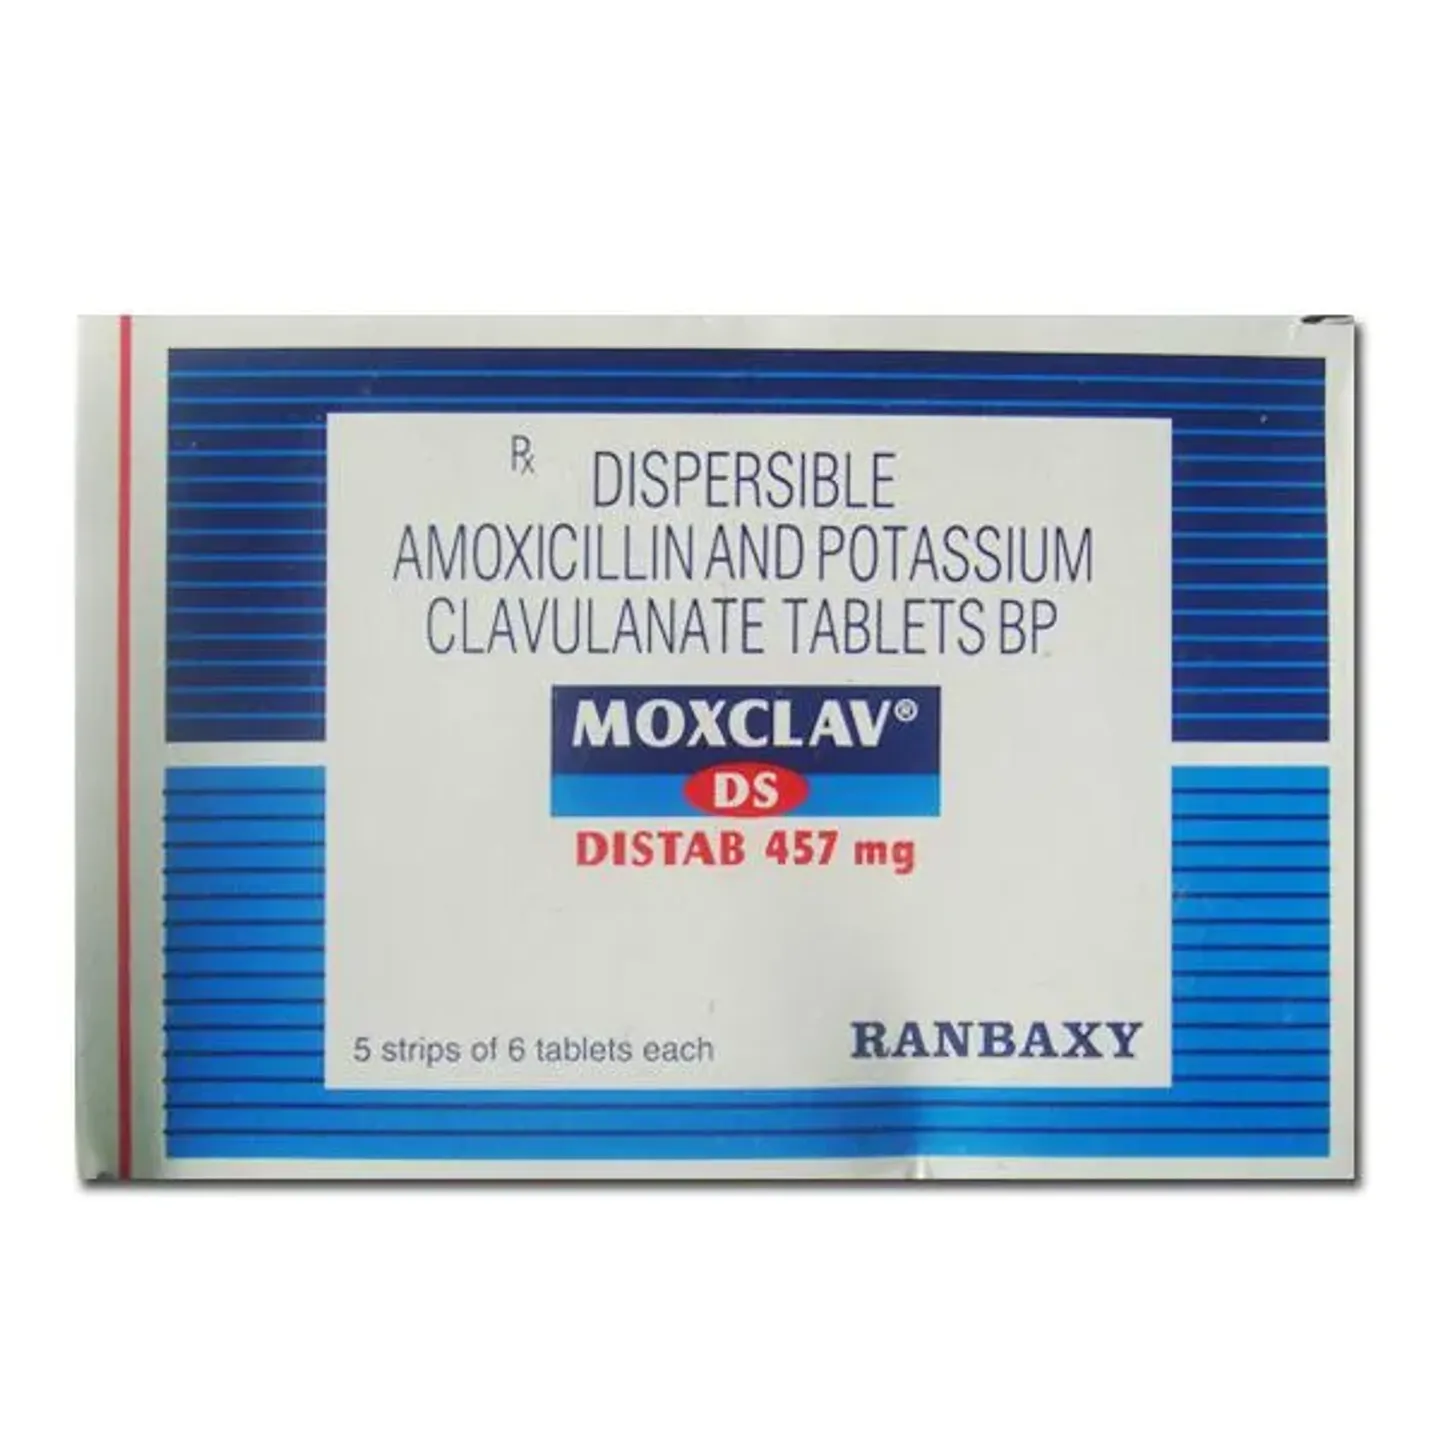 Rx DISPERSIBLE
AMOXICILLIN AND POTASSIUM
CLAVULANATE TABLETS BP
MOXCLAV®
DS
DISTAB 457 mg
5 strips of 6 tablets each
RANBAXY